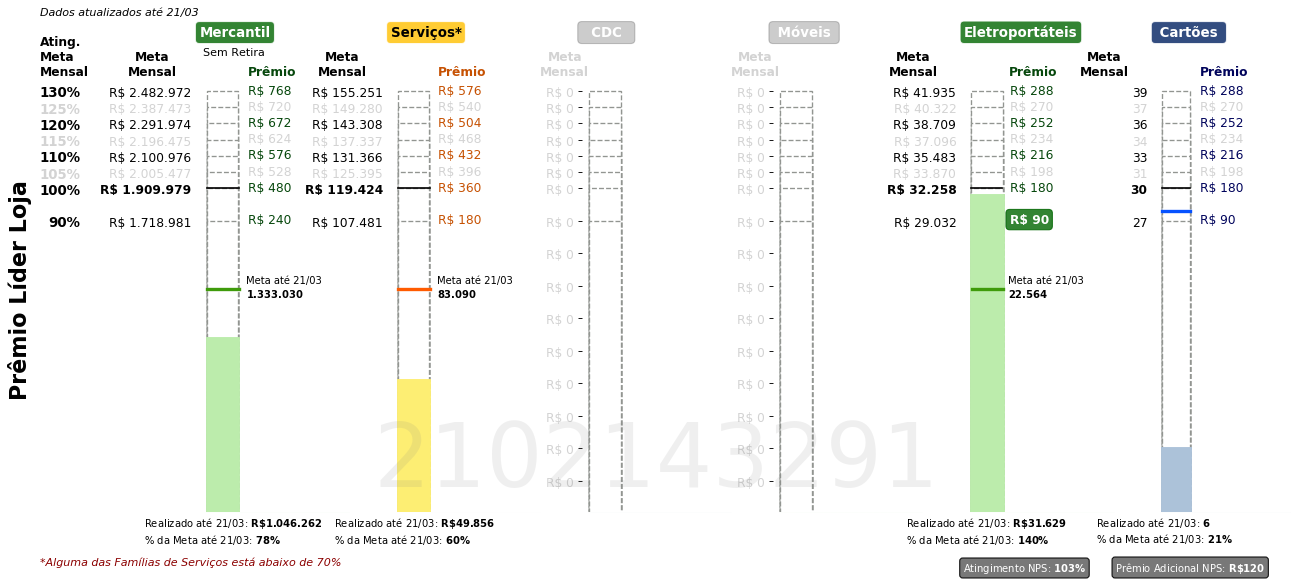 Dados atualizados até 21/03
Mercantil Serviços* CDC Móveis Eletroportáteis Cartões
Sem Retira
Ating. Meta Mensal
Meta Mensal Prêmio Meta Mensal Prêmio Meta Mensal Meta Mensal Meta Mensal Prêmio Meta Mensal Prêmio
130% R$ 2.482.972 R$ 768 R$ 155.251 R$ 576 R$ 0 R$ 0 R$ 41.935 R$ 288 39 R$ 288
125% R$ 2.387.473 R$ 720 R$ 149.280 R$ 540 R$ 0 R$ 0 R$ 40.322 R$ 270 37 R$ 270
120% R$ 2.291.974 R$ 672 R$ 143.308 R$ 504 R$ 0 R$ 0 R$ 38.709 R$ 252 36 R$ 252
115% R$ 2.196.475 R$ 624 R$ 137.337 R$ 468 R$ 0 R$ 0 R$ 37.096 R$ 234 34 R$ 234
110% R$ 2.100.976 R$ 576 R$ 131.366 R$ 432 R$ 0 R$ 0 R$ 35.483 R$ 216 33 R$ 216
105% R$ 2.005.477 R$ 528 R$ 125.395 R$ 396 R$ 0 R$ 0 R$ 33.870 R$ 198 31 R$ 198
100% R$ 1.909.979 R$ 480 R$ 119.424 R$ 360 R$ 0 R$ 0 R$ 32.258 R$ 180 30 R$ 180
90% R$ 1.718.981 R$ 240 R$ 107.481 R$ 180 R$ 0 R$ 0 R$ 29.032 R$ 90 27 R$ 90
R$ 0 R$ 0
Meta até 21/03 Meta até 21/03 Meta até 21/03
1.333.030 83.090 R$ 0 R$ 0 22.564
R$ 0 R$ 0
R$ 0 R$ 0
R$ 0 R$ 0
R$ 0 R$ 0
R$ 0 R$ 0
R$ 0 R$ 0
2102143291
Prêmio Líder Loja
Realizado até 21/03: R$1.046.262 Realizado até 21/03: R$49.856 Realizado até 21/03: R$31.629 Realizado até 21/03: 6
% da Meta até 21/03: 78% % da Meta até 21/03: 60% % da Meta até 21/03: 140% % da Meta até 21/03: 21%
*Alguma das Famílias de Serviços está abaixo de 70%
Atingimento NPS: 103% Prêmio Adicional NPS: R$120